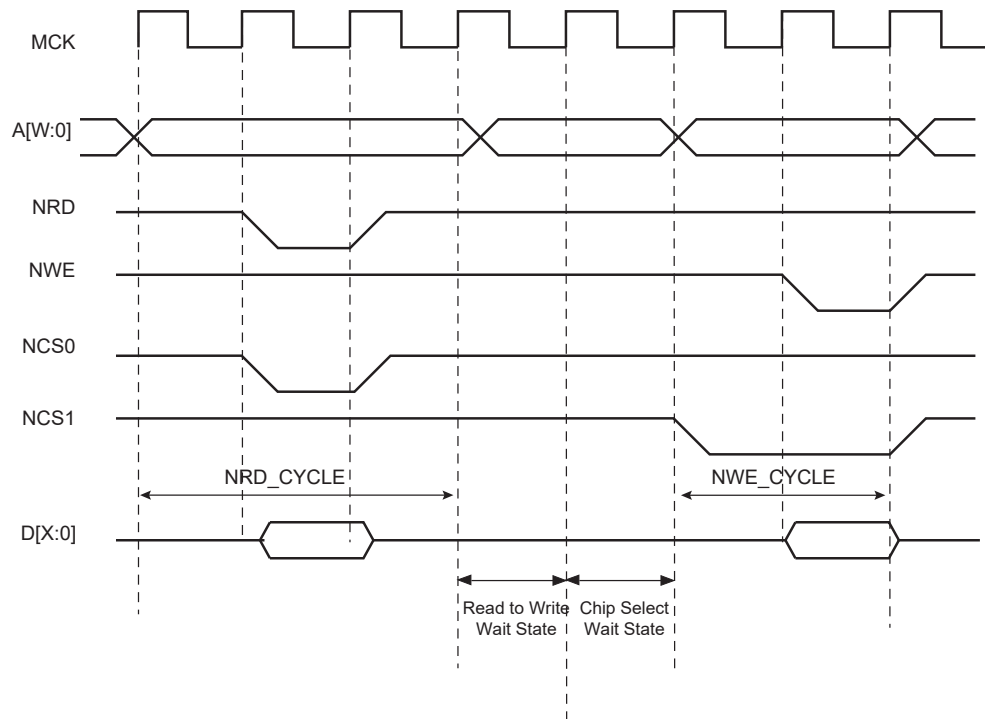 MCK
A[W:0]
NRD
NWE
NCS0
NCS1
NRD_CYCLE
NWE_CYCLE
D[X:0]
Read to Write
Wait State
Chip Select
Wait State